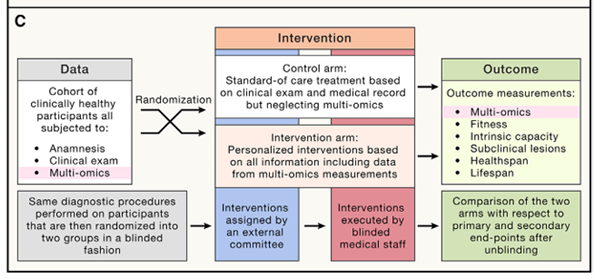 C
Intervention
Data
Cohort of
clinically healthy
participants all
subjected to:
• Anamnesis
• Clinical exam
• Multi-omics
Randomization
Control arm:
Standard-of care treatment based
on clinical exam and medical record
but neglecting multi-omics
Intervention arm:
Personalized interventions based
on all information including data
from multi-omics measurements
Outcome
Outcome measurements:
• Multi-omics
• Fitness
• Intrinsic capacity
• Subclinical lesions
• Healthspan
• Lifespan
Same diagnostic procedures
performed on participants
that are then randomized into
two groups in a blinded
fashion
Interventions
assigned by
an external
committee
Interventions
executed by
blinded
medical staff
Comparison of the two
arms with respect to
primary and secondary
end-points after
unblinding